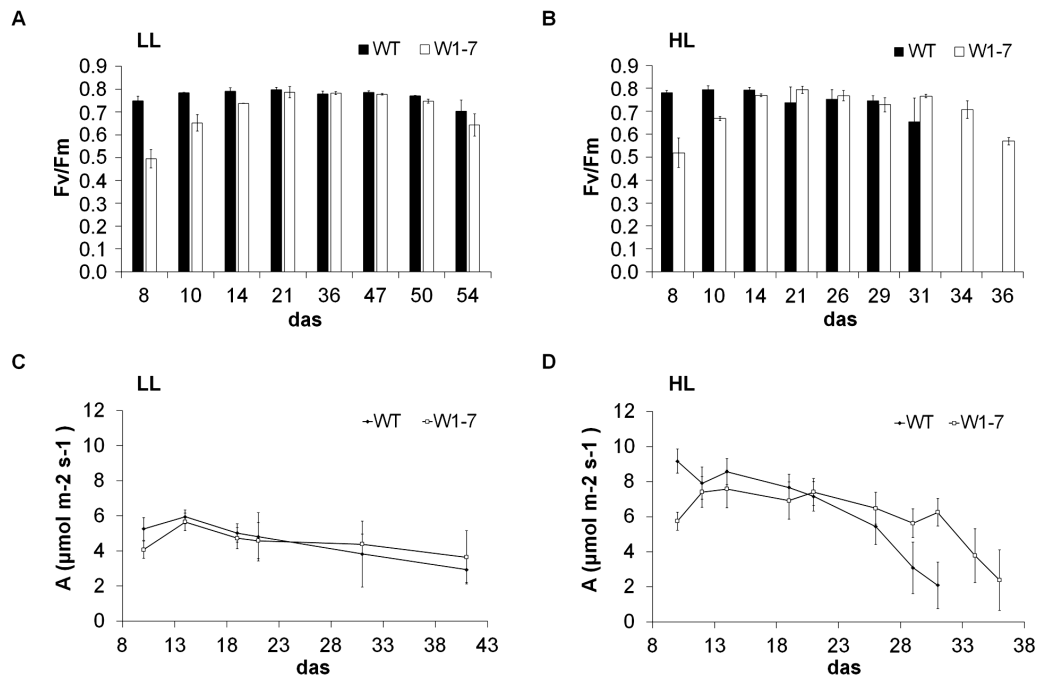 A
LL
WT W1-7
0.9
0.8
0.7
0.6
0.5
0.4
0.3
0.2
0.1
0.0
Fv/Fm
8 10 14 21 36 47 50 54
das
B
HL
WT W1-7
0.9
0.8
0.7
0.6
0.5
0.4
0.3
0.2
0.1
0.0
Fv/Fm
8 10 14 21 26 29 31 34 36
das
C
LL
WT W1-7
12
10
8
6
4
2
0
A (µmol m-2 s-1 )
8 13 18 23 28 33 38 43
das
D
HL
WT W1-7
12
10
8
6
4
2
0
A (µmol m-2 s-1 )
8 13 18 23 28 33 38
das